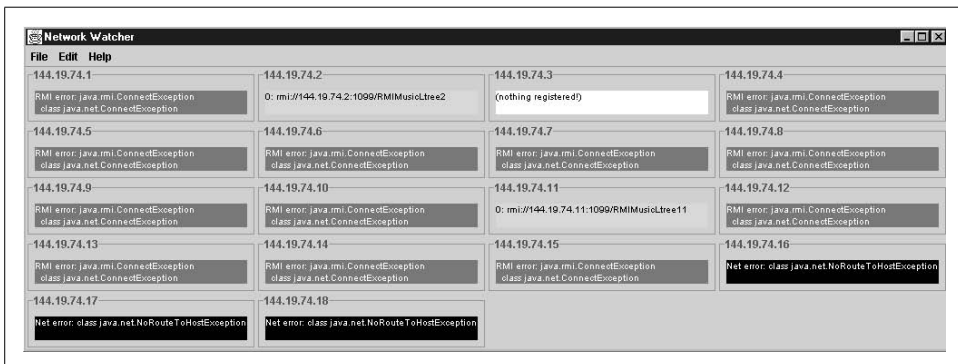 Network Watcher
File Edit Help
144.19.74.1
RMI error: java.rmi.ConnectException
class java.net.ConnectException
144.19.74.2
0: rmi://144.19.74.2:1099/RMIMusicLtree2
144.19.74.3
(nothing registered!)
144.19.74.4
RMI error: java.rmi.ConnectException
class java.net.ConnectException
144.19.74.5
RMI error: java.rmi.ConnectException
class java.net.ConnectException
144.19.74.6
RMI error: java.rmi.ConnectException
class java.net.ConnectException
144.19.74.7
RMI error: java.rmi.ConnectException
class java.net.ConnectException
144.19.74.8
RMI error: java.rmi.ConnectException
class java.net.ConnectException
144.19.74.9
RMI error: java.rmi.ConnectException
class java.net.ConnectException
144.19.74.10
RMI error: java.rmi.ConnectException
class java.net.ConnectException
144.19.74.11
0: rmi://144.19.74.11:1099/RMIMusicLtree11
144.19.74.12
RMI error: java.rmi.ConnectException
class java.net.ConnectException
144.19.74.13
RMI error: java.rmi.ConnectException
class java.net.ConnectException
144.19.74.14
RMI error: java.rmi.ConnectException
class java.net.ConnectException
144.19.74.15
RMI error: java.rmi.ConnectException
class java.net.ConnectException
144.19.74.16
Net error: class java.net.NoRouteToHostException
144.19.74.17
Net error: class java.net.NoRouteToHostException
144.19.74.18
Net error: class java.net.NoRouteToHostException